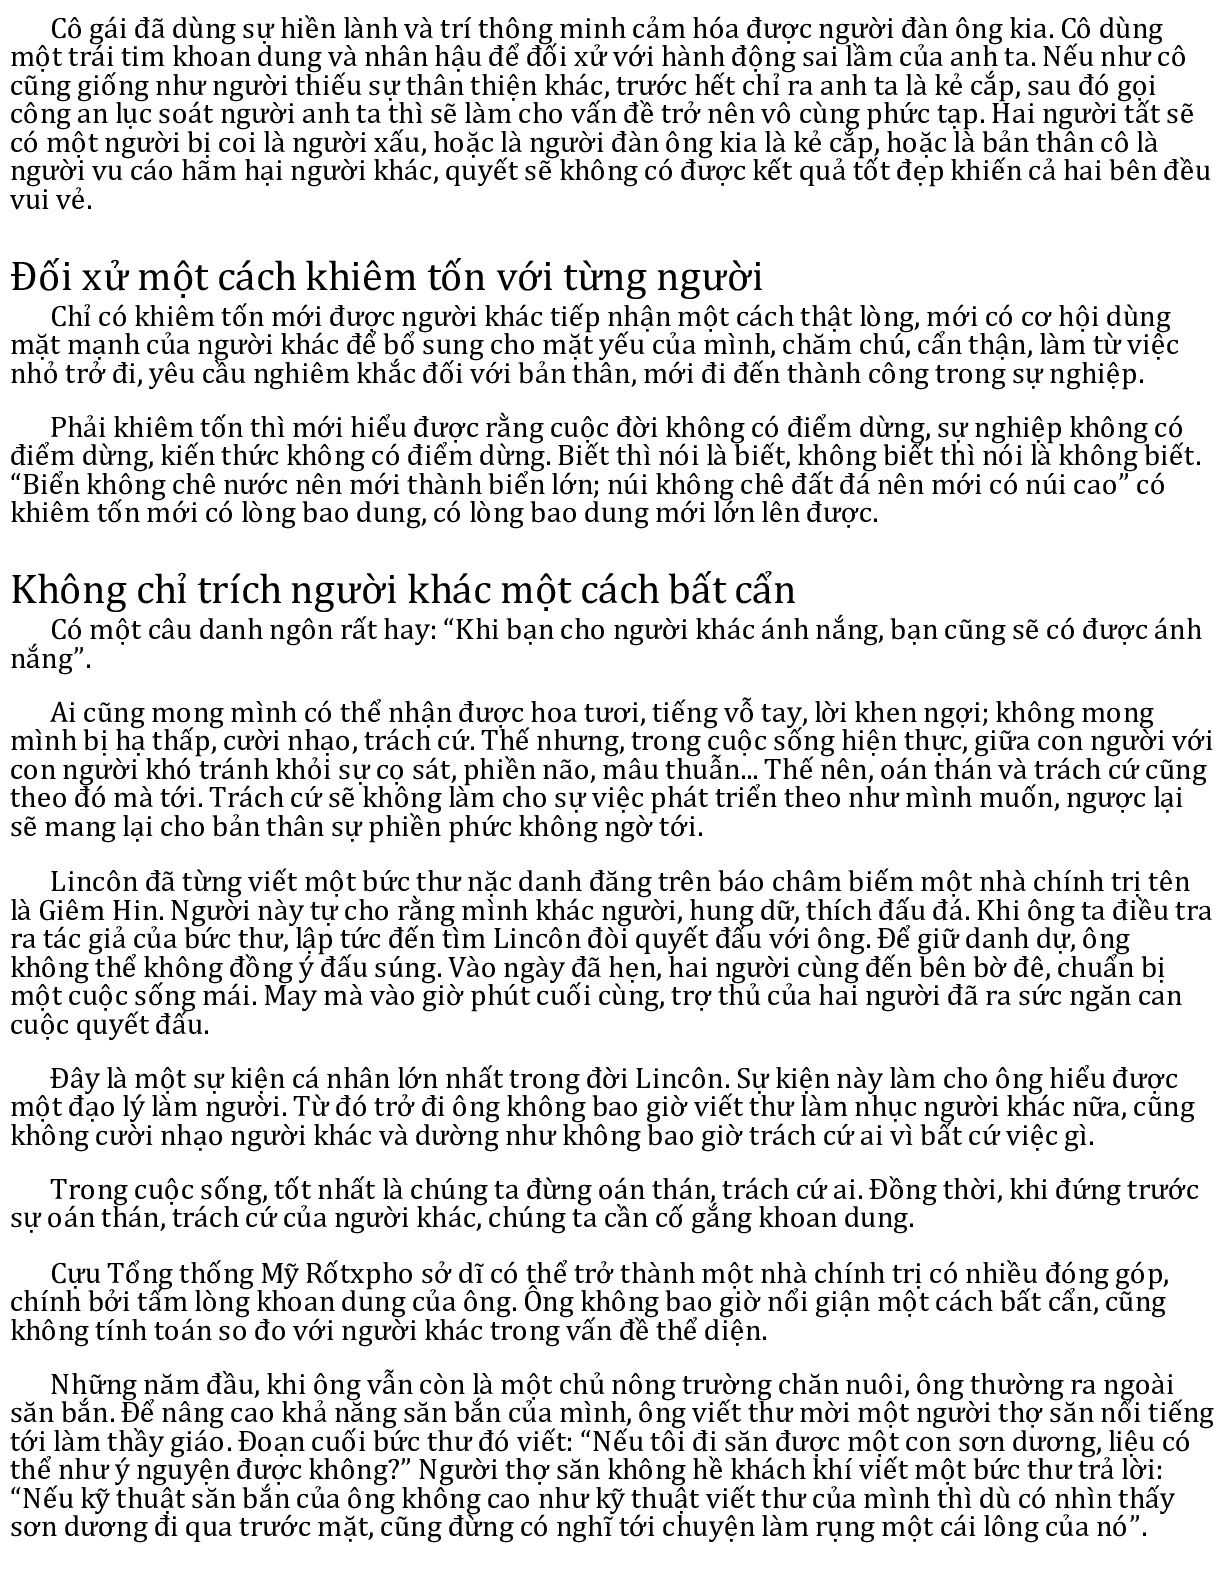 Cô gái đã dùng sự hiền lành và trí thông minh cảm hóa được người đàn ông kia. Cô dùng
một trái tim khoan dung và nhân hậu để đối xử với hành động sai lầm của anh ta. Nếu như cô
cũng giống như người thiếu sự thân thiện khác, trước hết chỉ ra anh ta là kẻ cắp, sau đó gọi
công an lục soát người anh ta thì sẽ làm cho vấn đề trở nên vô cùng phức tạp. Hai người tất sẽ
có một người bị coi là người xấu, hoặc là người đàn ông kia là kẻ cắp, hoặc là bản thân cô là
người vu cáo hãm hại người khác, quyết sẽ không có được kết quả tốt đẹp khiến cả hai bên đều
vui vẻ.
Đối xử một cách khiêm tốn với từng người
Chỉ có khiêm tốn mới được người khác tiếp nhận một cách thật lòng, mới có cơ hội dùng
mặt mạnh của người khác để bổ sung cho mặt yếu của mình, chăm chú, cẩn thận, làm từ việc
nhỏ trở đi, yêu cầu nghiêm khắc đối với bản thân, mới đi đến thành công trong sự nghiệp.
Phải khiêm tốn thì mới hiểu được rằng cuộc đời không có điểm dừng, sự nghiệp không có
điểm dừng, kiến thức không có điểm dừng. Biết thì nói là biết, không biết thì nói là không biết.
“Biển không chê nước nên mới thành biển lớn; núi không chê đất đá nên mới có núi cao” có
khiêm tốn mới có lòng bao dung, có lòng bao dung mới lớn lên được.
Không chỉ trích người khác một cách bất cẩn
Có một câu danh ngôn rất hay: “Khi bạn cho người khác ánh nắng, bạn cũng sẽ có được ánh
nắng”.
Ai cũng mong mình có thể nhận được hoa tươi, tiếng vỗ tay, lời khen ngợi; không mong
mình bị hạ thấp, cười nhạo, trách cứ. Thế nhưng, trong cuộc sống hiện thực, giữa con người với
con người khó tránh khỏi sự cọ sát, phiền não, mâu thuẫn... Thế nên, oán thán và trách cứ cũng
theo đó mà tới. Trách cứ sẽ không làm cho sự việc phát triển theo như mình muốn, ngược lại
sẽ mang lại cho bản thân sự phiền phức không ngờ tới.
Lincôn đã từng viết một bức thư nặc danh đăng trên báo châm biếm một nhà chính trị tên
là Giêm Hin. Người này tự cho rằng mình khác người, hung dữ, thích đấu đá. Khi ông ta điều tra
ra tác giả của bức thư, lập tức đến tìm Lincôn đòi quyết đấu với ông. Để giữ danh dự, ông
không thể không đồng ý đấu súng. Vào ngày đã hẹn, hai người cùng đến bên bờ đê, chuẩn bị
một cuộc sống mái. May mà vào giờ phút cuối cùng, trợ thủ của hai người đã ra sức ngăn can
cuộc quyết đấu.
Đây là một sự kiện cá nhân lớn nhất trong đời Lincôn. Sự kiện này làm cho ông hiểu được
một đạo lý làm người. Từ đó trở đi ông không bao giờ viết thư làm nhục người khác nữa, cũng
không cười nhạo người khác và dường như không bao giờ trách cứ ai vì bất cứ việc gì.
Trong cuộc sống, tốt nhất là chúng ta đừng oán thán, trách cứ ai. Đồng thời, khi đứng trước
sự oán thán, trách cứ của người khác, chúng ta cần cố gắng khoan dung.
Cựu Tổng thống Mỹ Rốtxpho sở dĩ có thể trở thành một nhà chính trị có nhiều đóng góp,
chính bởi tấm lòng khoan dung của ông. Ông không bao giờ nổi giận một cách bất cẩn, cũng
không tính toán so đo với người khác trong vấn đề thể diện.
Những năm đầu, khi ông vẫn còn là một chủ nông trường chăn nuôi, ông thường ra ngoài
săn bắn. Để nâng cao khả năng săn bắn của mình, ông viết thư mời một người thợ săn nổi tiếng
tới làm thầy giáo. Đoạn cuối bức thư đó viết: “Nếu tôi đi săn được một con sơn dương, liệu có
thể như ý nguyện được không?” Người thợ săn không hề khách khí viết một bức thư trả lời:
“Nếu kỹ thuật săn bắn của ông không cao như kỹ thuật viết thư của mình thì dù có nhìn thấy
sơn dương đi qua trước mặt, cũng đừng có nghĩ tới chuyện làm rụng một cái lông của nó”.